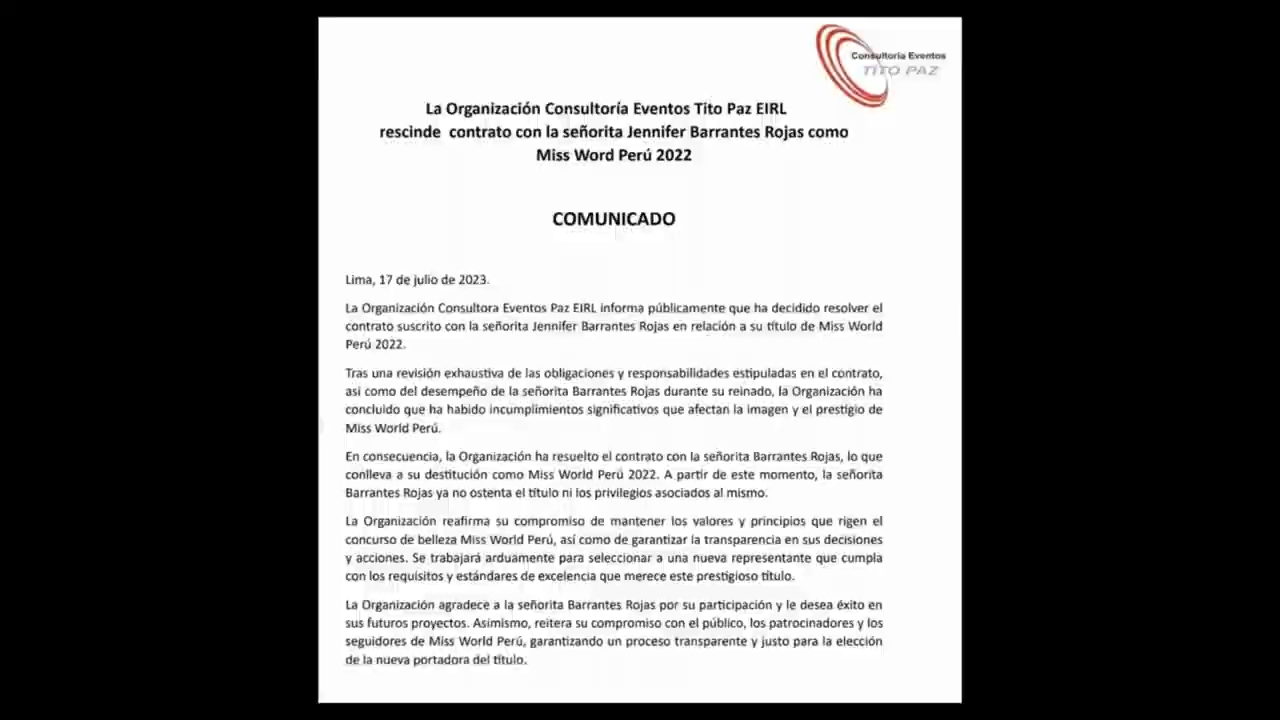 Consultoría Eventos
TITO PAZ
La Organización Consultoría Eventos Tito Paz EIRL
rescinde contrato con la señorita Jennifer Barrantes Rojas como
Miss Word Perú 2022
COMUNICADO
Lima, 17 de julio de 2023.
La Organización Consultora Eventos Paz EIRL informa públicamente que ha decidido resolver el
contrato suscrito con la señorita Jennifer Barrantes Rojas en relación a su título de Miss World
Perú 2022.
Tras una revisión exhaustiva de las obligaciones y responsabilidades estipuladas en el contrato,
así como del desempeño de la señorita Barrantes Rojas durante su reinado, la Organización ha
concluido que ha habido incumplimientos significativos que afectan la imagen y el prestigio de
Miss World Perú.
En consecuencia, la Organización ha resuelto el contrato con la señorita Barrantes Rojas, lo que
conlleva a su destitución como Miss World Perú 2022. A partir de este momento, la señorita
Barrantes Rojas ya no ostenta el título ni los privilegios asociados al mismo.
La Organización reafirma su compromiso de mantener los valores y principios que rigen el
concurso de belleza Miss World Perú, así como de garantizar la transparencia en sus decisiones
y acciones. Se trabajará arduamente para seleccionar a una nueva representante que cumpla
con los requisitos y estándares de excelencia que merece este prestigioso título.
La Organización agradece a la señorita Barrantes Rojas por su participación y le desea éxito en
sus futuros proyectos. Asimismo, reitera su compromiso con el público, los patrocinadores y los
seguidores de Miss World Perú, garantizando un proceso transparente y justo para la elección
de la nueva portadora del título.